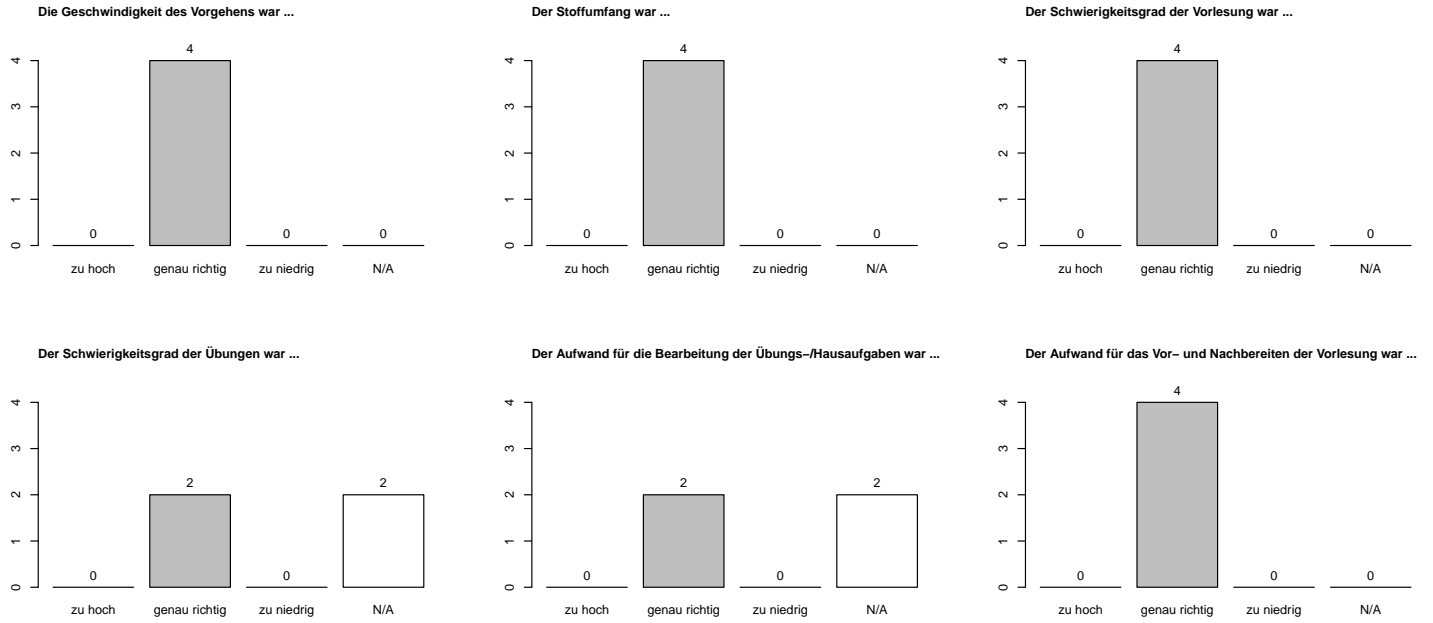 Die Geschwindigkeit des Vorgehens war ...
4
4
3
2
1
0
0
0
0
zu hoch
genau richtig
zu niedrig
N/A
Der Stoffumfang war ...
4
4
3
2
1
0
0
0
0
zu hoch
genau richtig
zu niedrig
N/A
Der Schwierigkeitsgrad der Vorlesung war ...
4
4
3
2
1
0
0
0
0
zu hoch
genau richtig
zu niedrig
N/A
Der Schwierigkeitsgrad der Übungen war ...
4
3
2
1
0
0
2
0
2
zu hoch
genau richtig
zu niedrig
N/A
Der Aufwand für die Bearbeitung der Übungs−/Hausaufgaben war ...
4
3
2
1
0
0
2
0
2
zu hoch
genau richtig
zu niedrig
N/A
Der Aufwand für das Vor− und Nachbereiten der Vorlesung war ...
4
4
3
2
1
0
0
0
0
zu hoch
genau richtig
zu niedrig
N/A